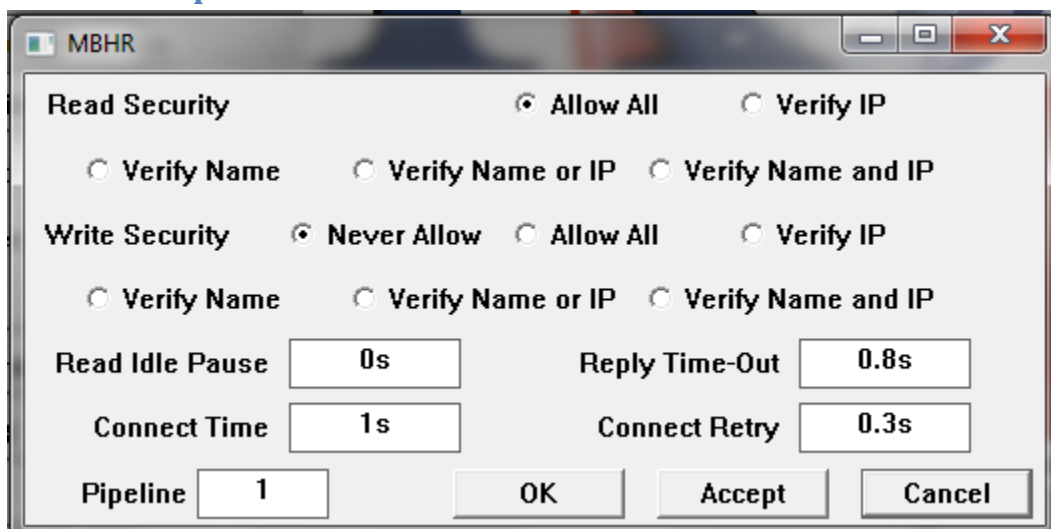 MBHR
Read Security Allow All Verify IP
Verify Name Verify Name or IP Verify Name and IP
Write Security Never Allow Allow All Verify IP
Verify Name Verify Name or IP Verify Name and IP
Read Idle Pause 0s Reply Time-Out 0.8s
Connect Time 1s Connect Retry 0.3s
Pipeline 1 OK Accept Cancel